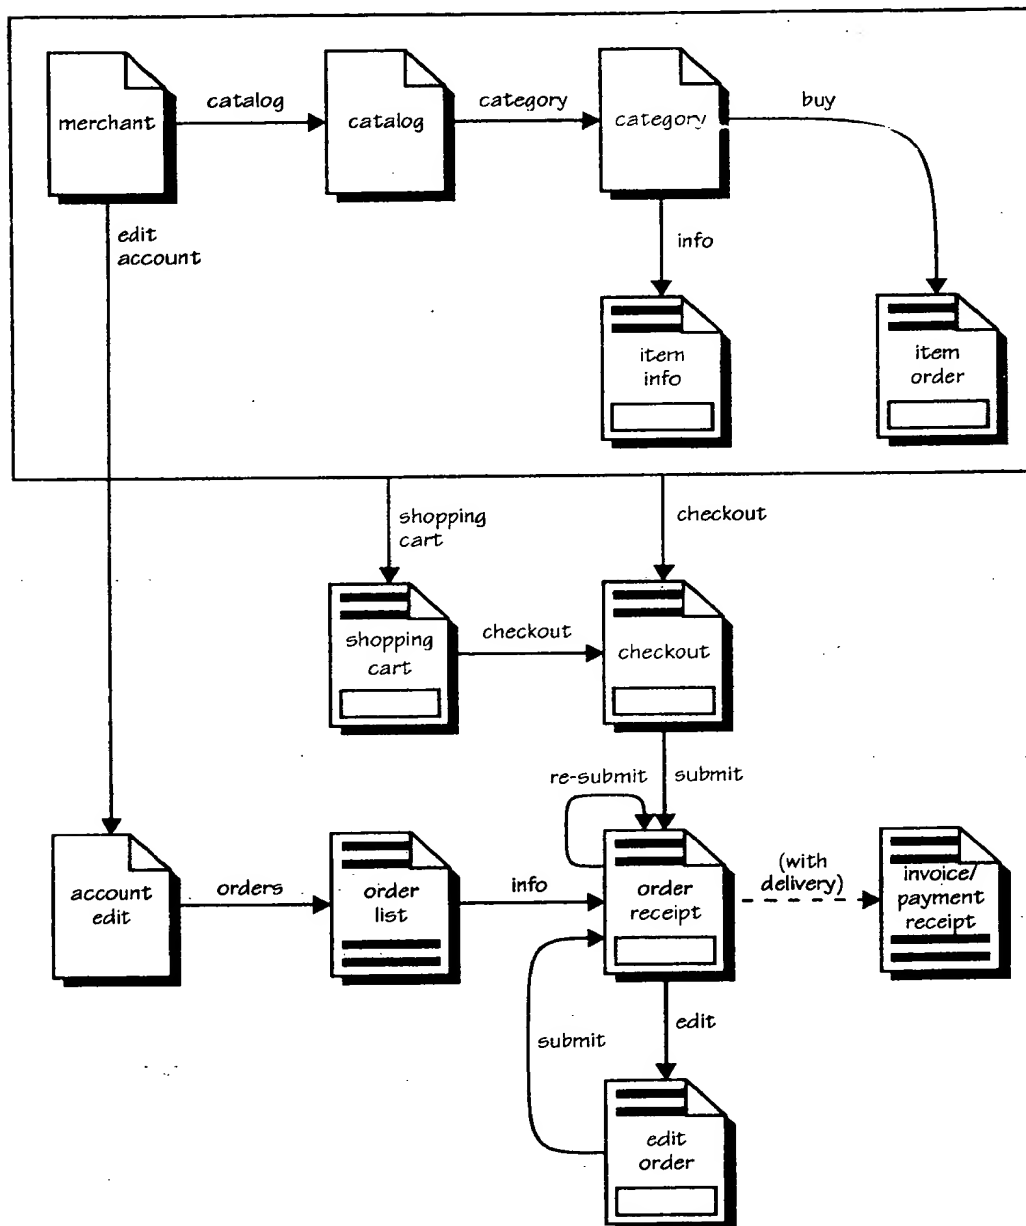 catalog
category
buy
merchant
catalog
category
edit
account
info
item
info
item
order
shopping
cart
checkout
shopping
cart
checkout
checkout
re-submit
submit
account
edit
orders
order
list
info
order
receipt
(with
delivery)
invoice/
payment
receipt
submit
edit
edit
order